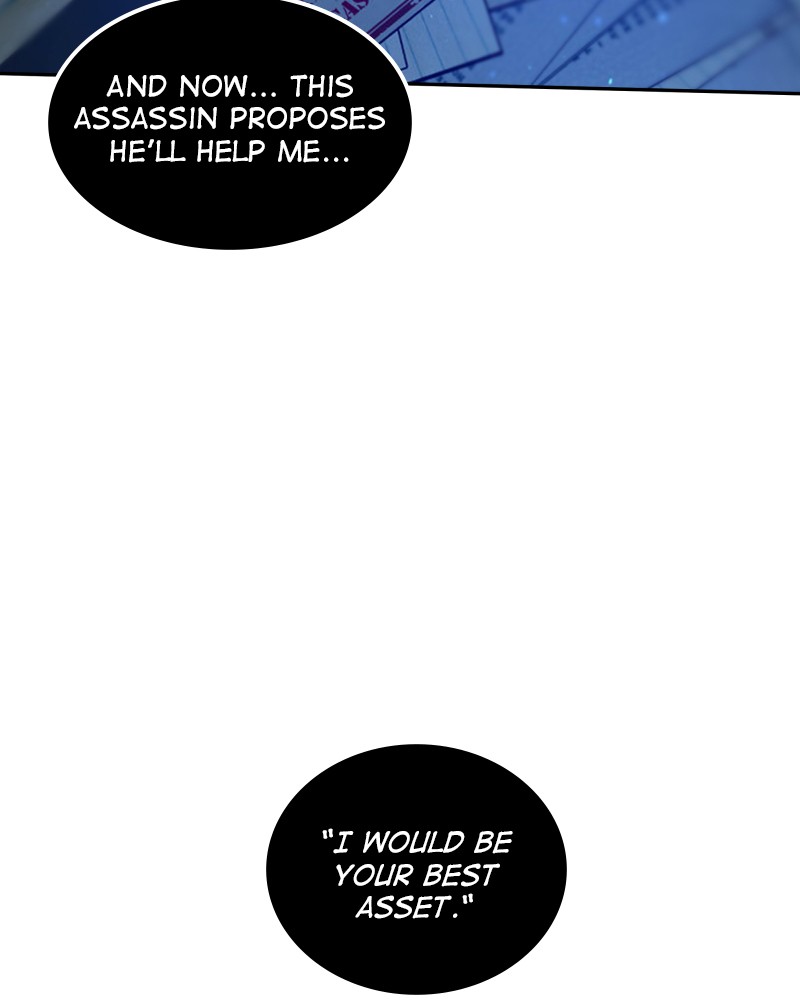 AND NOW... THIS
ASSASSIN PROPOSES
HE'LL HELP ME...
"I WOULD BE
YOUR BEST
ASSET."